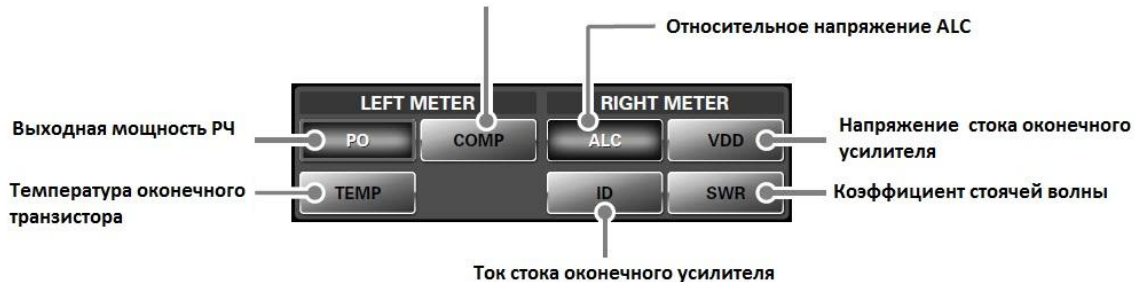 Относительное напряжение ALC
LEFT METER
RIGHT METER
Выходная мощность РЧ
PO
COMP
ALC
VDD
Напряжение стока оконечного
усилителя
Температура оконечного
транзистора
TEMP
ID
SWR
Коэффициент стоячей волны
Ток стока оконечного усилителя